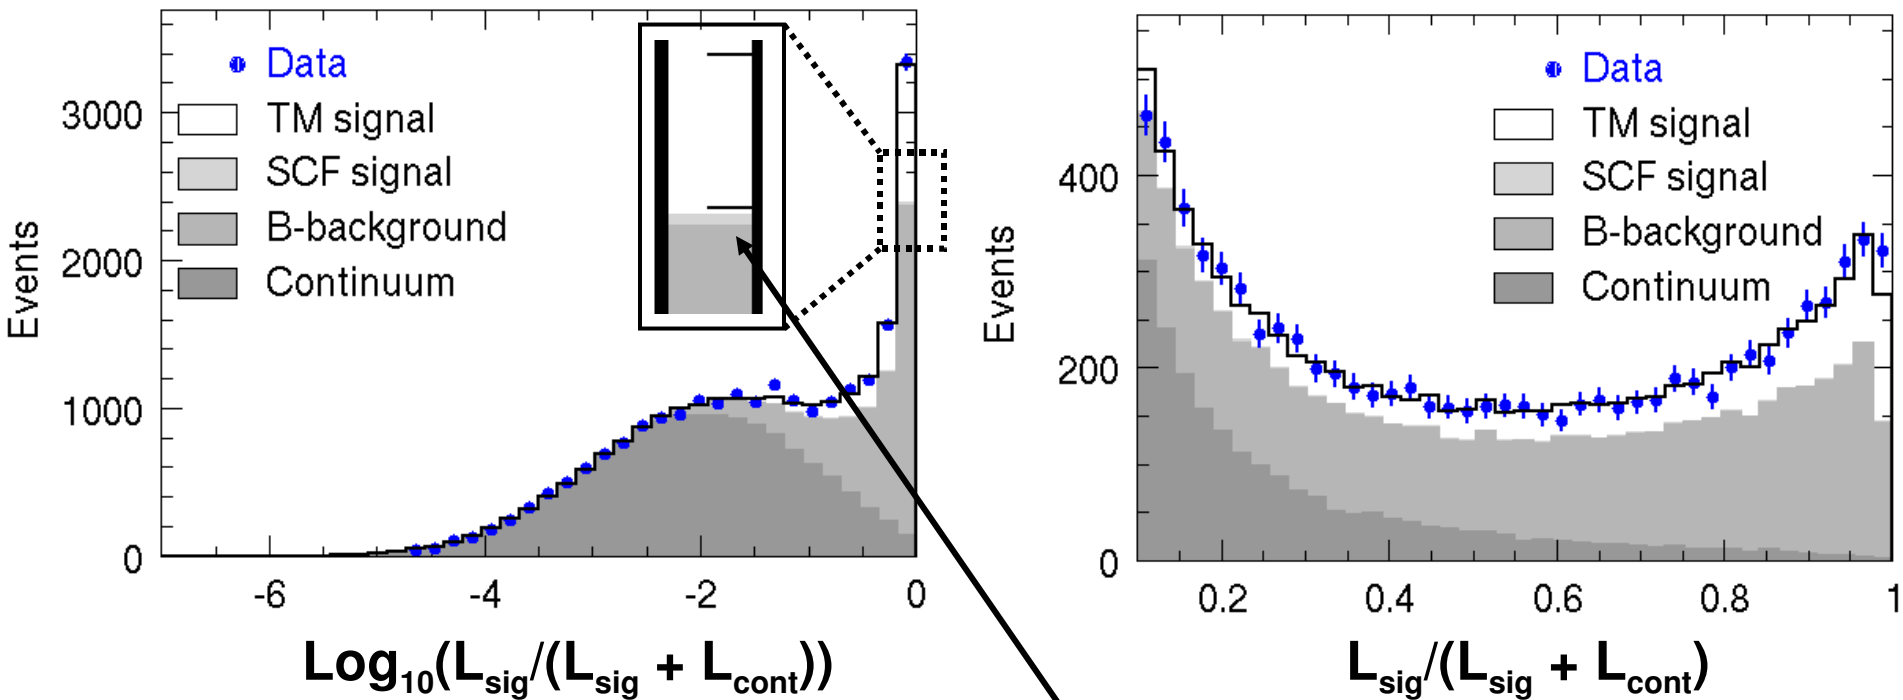 Data
TM signal
SCF signal
B-background
Continuum
Events
3000
2000
1000
0
-6 -4 -2 0
Log10(Lsig/(Lsig + Lcont))
Data
TM signal
SCF signal
B-background
Continuum
Events
400
200
0
0.2 0.4 0.6 0.8 1
Lsig/(Lsig + Lcont)